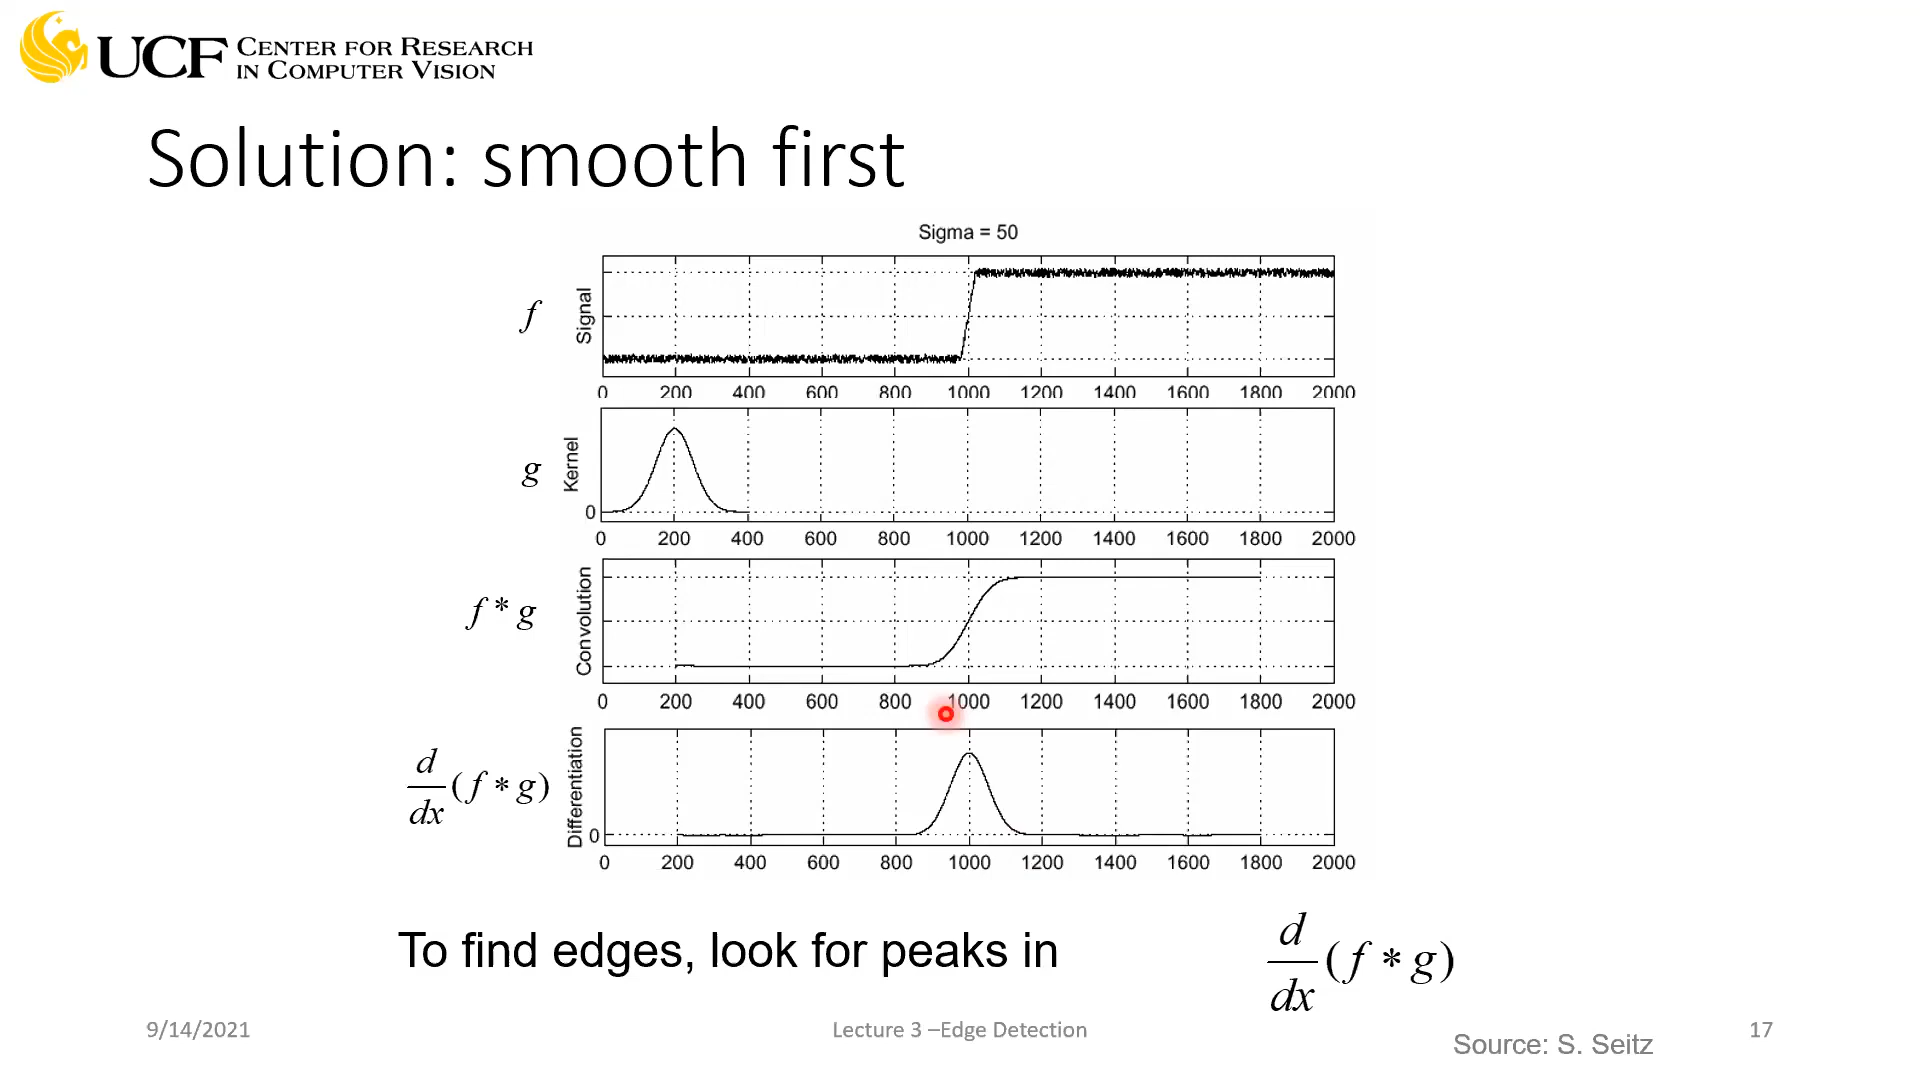 UCF CENTER FOR RESEARCH
IN COMPUTER VISION
Solution: smooth first
Sigma = 50
f
Signal
0 200 400 600 800 1000 1200 1400 1600 1800 2000
g
Kernel
0
0 200 400 600 800 1000 1200 1400 1600 1800 2000
f * g
Convolution
0 200 400 600 800 1000 1200 1400 1600 1800 2000
d
dx
(f * g)
Differentiation
0
0 200 400 600 800 1000 1200 1400 1600 1800 2000
To find edges, look for peaks in
d
dx
(f * g)
9/14/2021
Lecture 3 –Edge Detection
Source: S. Seitz
17